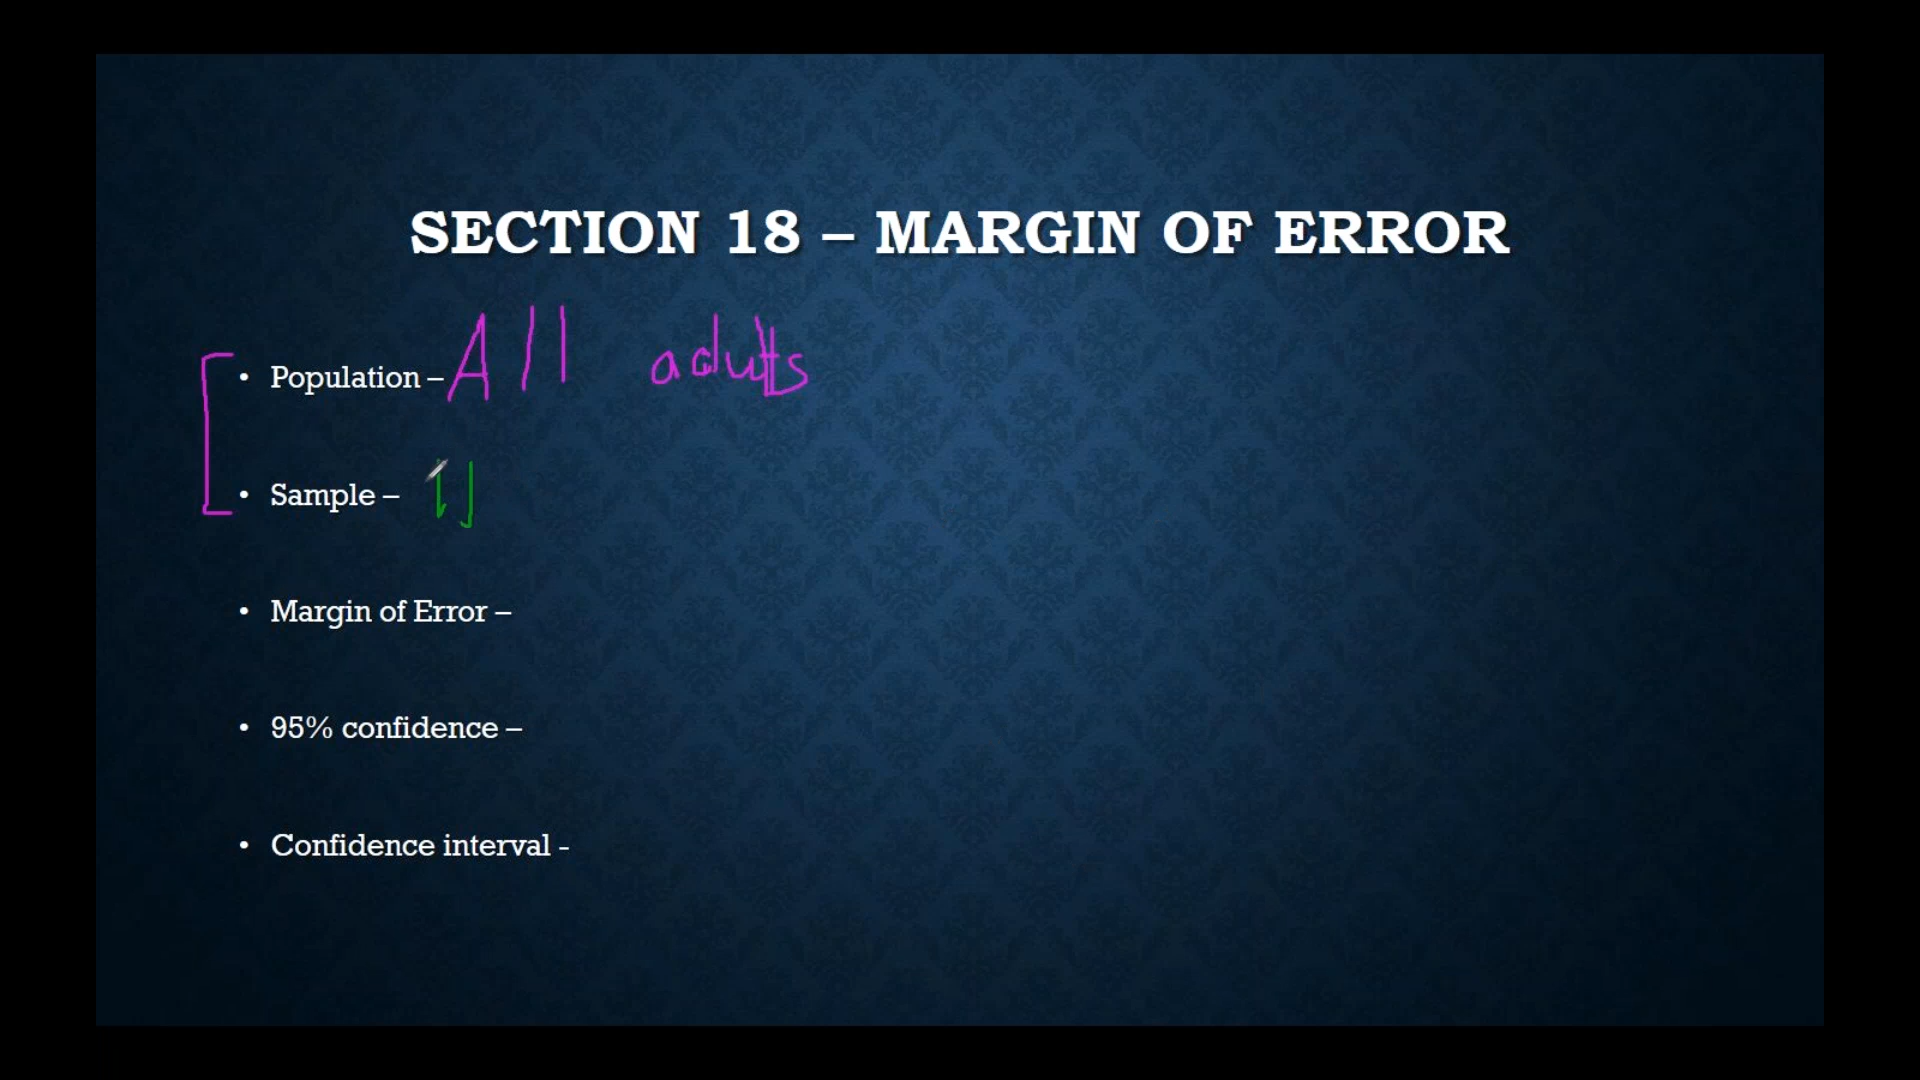 SECTION 18 – MARGIN OF ERROR
• Population – All adults
• Sample –
• Margin of Error –
• 95% confidence –
• Confidence interval -